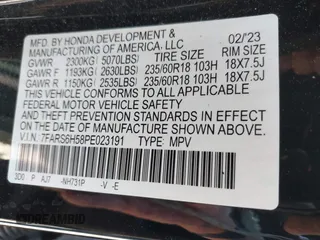 MFD. BY HONDA DEVELOPMENT & 02/23
MANUFACTURING OF AMERICA, LLC
GVWR 2300KG( 5070LBS) TIRE SIZE RIM SIZE
GAWR F 1193KG( 2630LBS) 235/60R18 103H 18X7.5J
GAWR R 1150KG( 2535LBS) 235/60R18 103H 18X7.5J
THIS VEHICLE CONFORMS TO ALL APPLICABLE
FEDERAL MOTOR VEHICLE SAFETY AND
THEFT PREVENTION STANDARDS IN EFFECT ON
THE DATE OF MANUFACTURE SHOWN ABOVE.
V.I.N. 7FARS6H58PE023191 TYPE: MPV
3D0 P AJ7 -NH731P -V -E